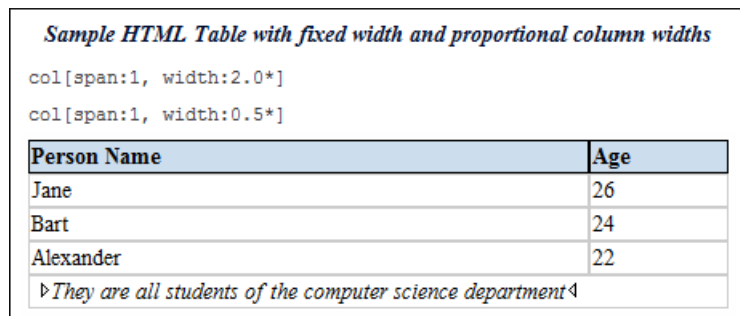 Sample HTML Table with fixed width and proportional column widths
col[span:1, width:2.0*]
col[span:1, width:0.5*]
Person Name Age
Jane 26
Bart 24
Alexander 22
They are all students of the computer science department